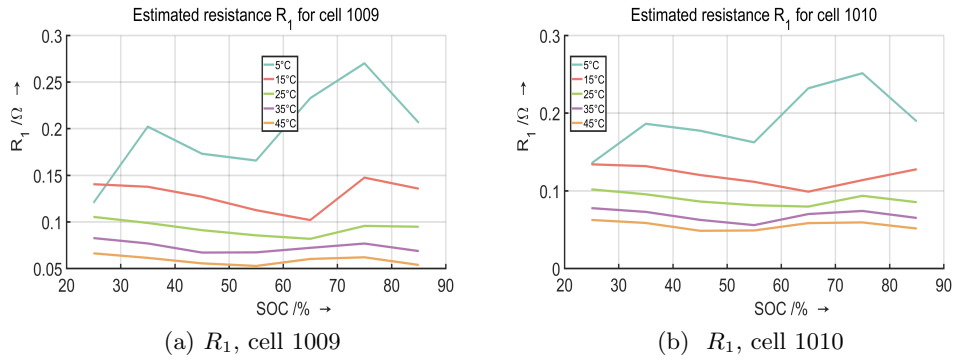 Estimated resistance R1 for cell 1009
R1 /Ω →
0.3
0.25
0.2
0.15
0.1
0.05
5°C
15°C
25°C
35°C
45°C
20 30 40 50 60 70 80 90
SOC /% →
(a) R1, cell 1009
Estimated resistance R1 for cell 1010
R1 /Ω →
0.3
0.2
0.1
0
5°C
15°C
25°C
35°C
45°C
20 30 40 50 60 70 80 90
SOC /% →
(b) R1, cell 1010